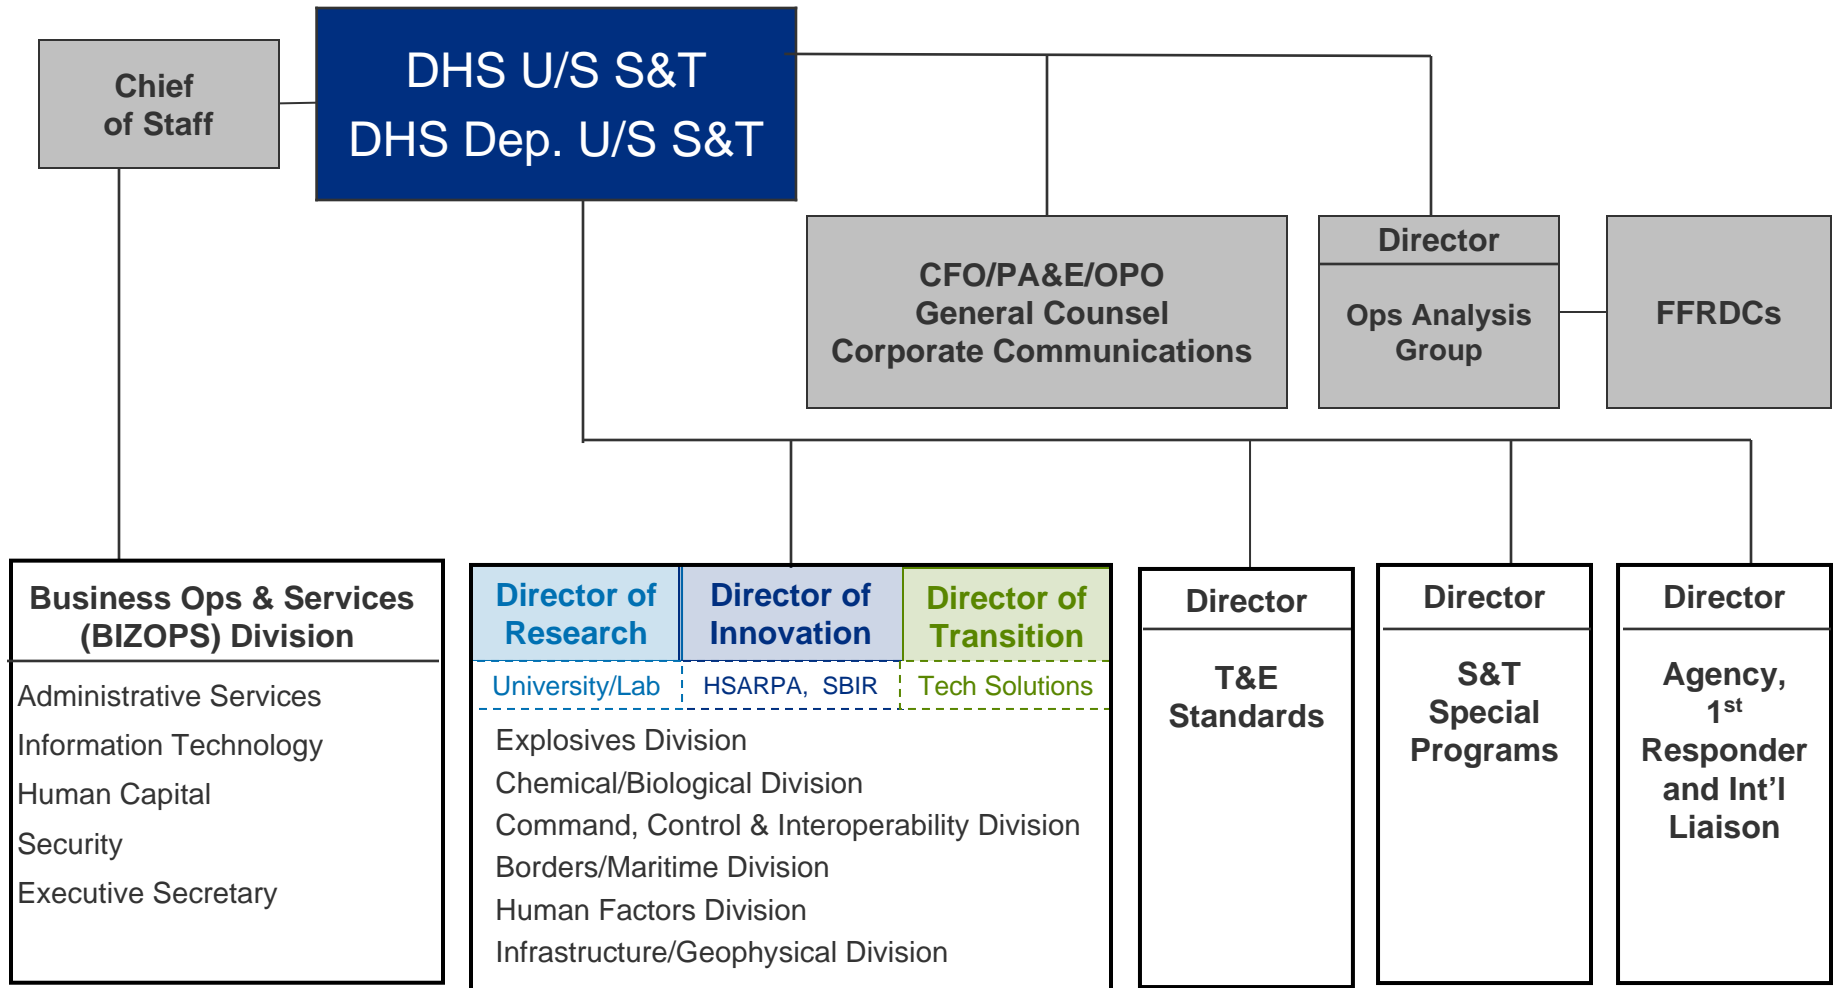 Chief
of Staff
DHS U/S S&T
DHS Dep. U/S S&T
CFO/PA&E/OPO
General Counsel
Corporate Communications
Director
Ops Analysis
Group
FFRDCs
Business Ops & Services
(BIZOPS) Division
Administrative Services
Information Technology
Human Capital
Security
Executive Secretary
Director of
Research
Director of
Innovation
Director of
Transition
University/Lab
HSARPA, SBIR
Tech Solutions
Explosives Division
Chemical/Biological Division
Command, Control & Interoperability Division
Borders/Maritime Division
Human Factors Division
Infrastructure/Geophysical Division
Director
T&E
Standards
Director
S&T
Special
Programs
Director
Agency,
1st
Responder
and Int’l
Liaison